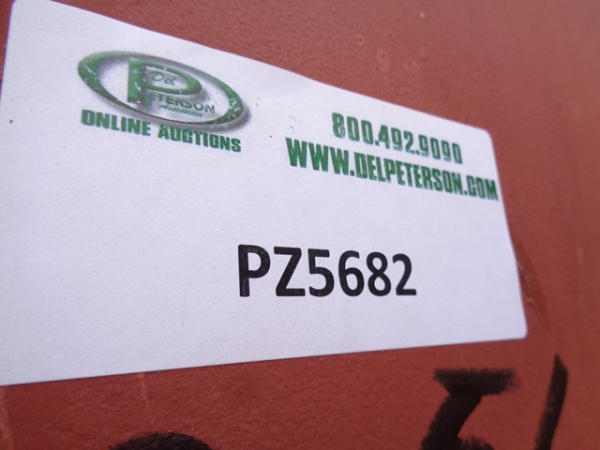 Del
PETERSON
ONLINE AUCTIONS
800.492.9090
WWW.DELPETERSON.COM
PZ5682